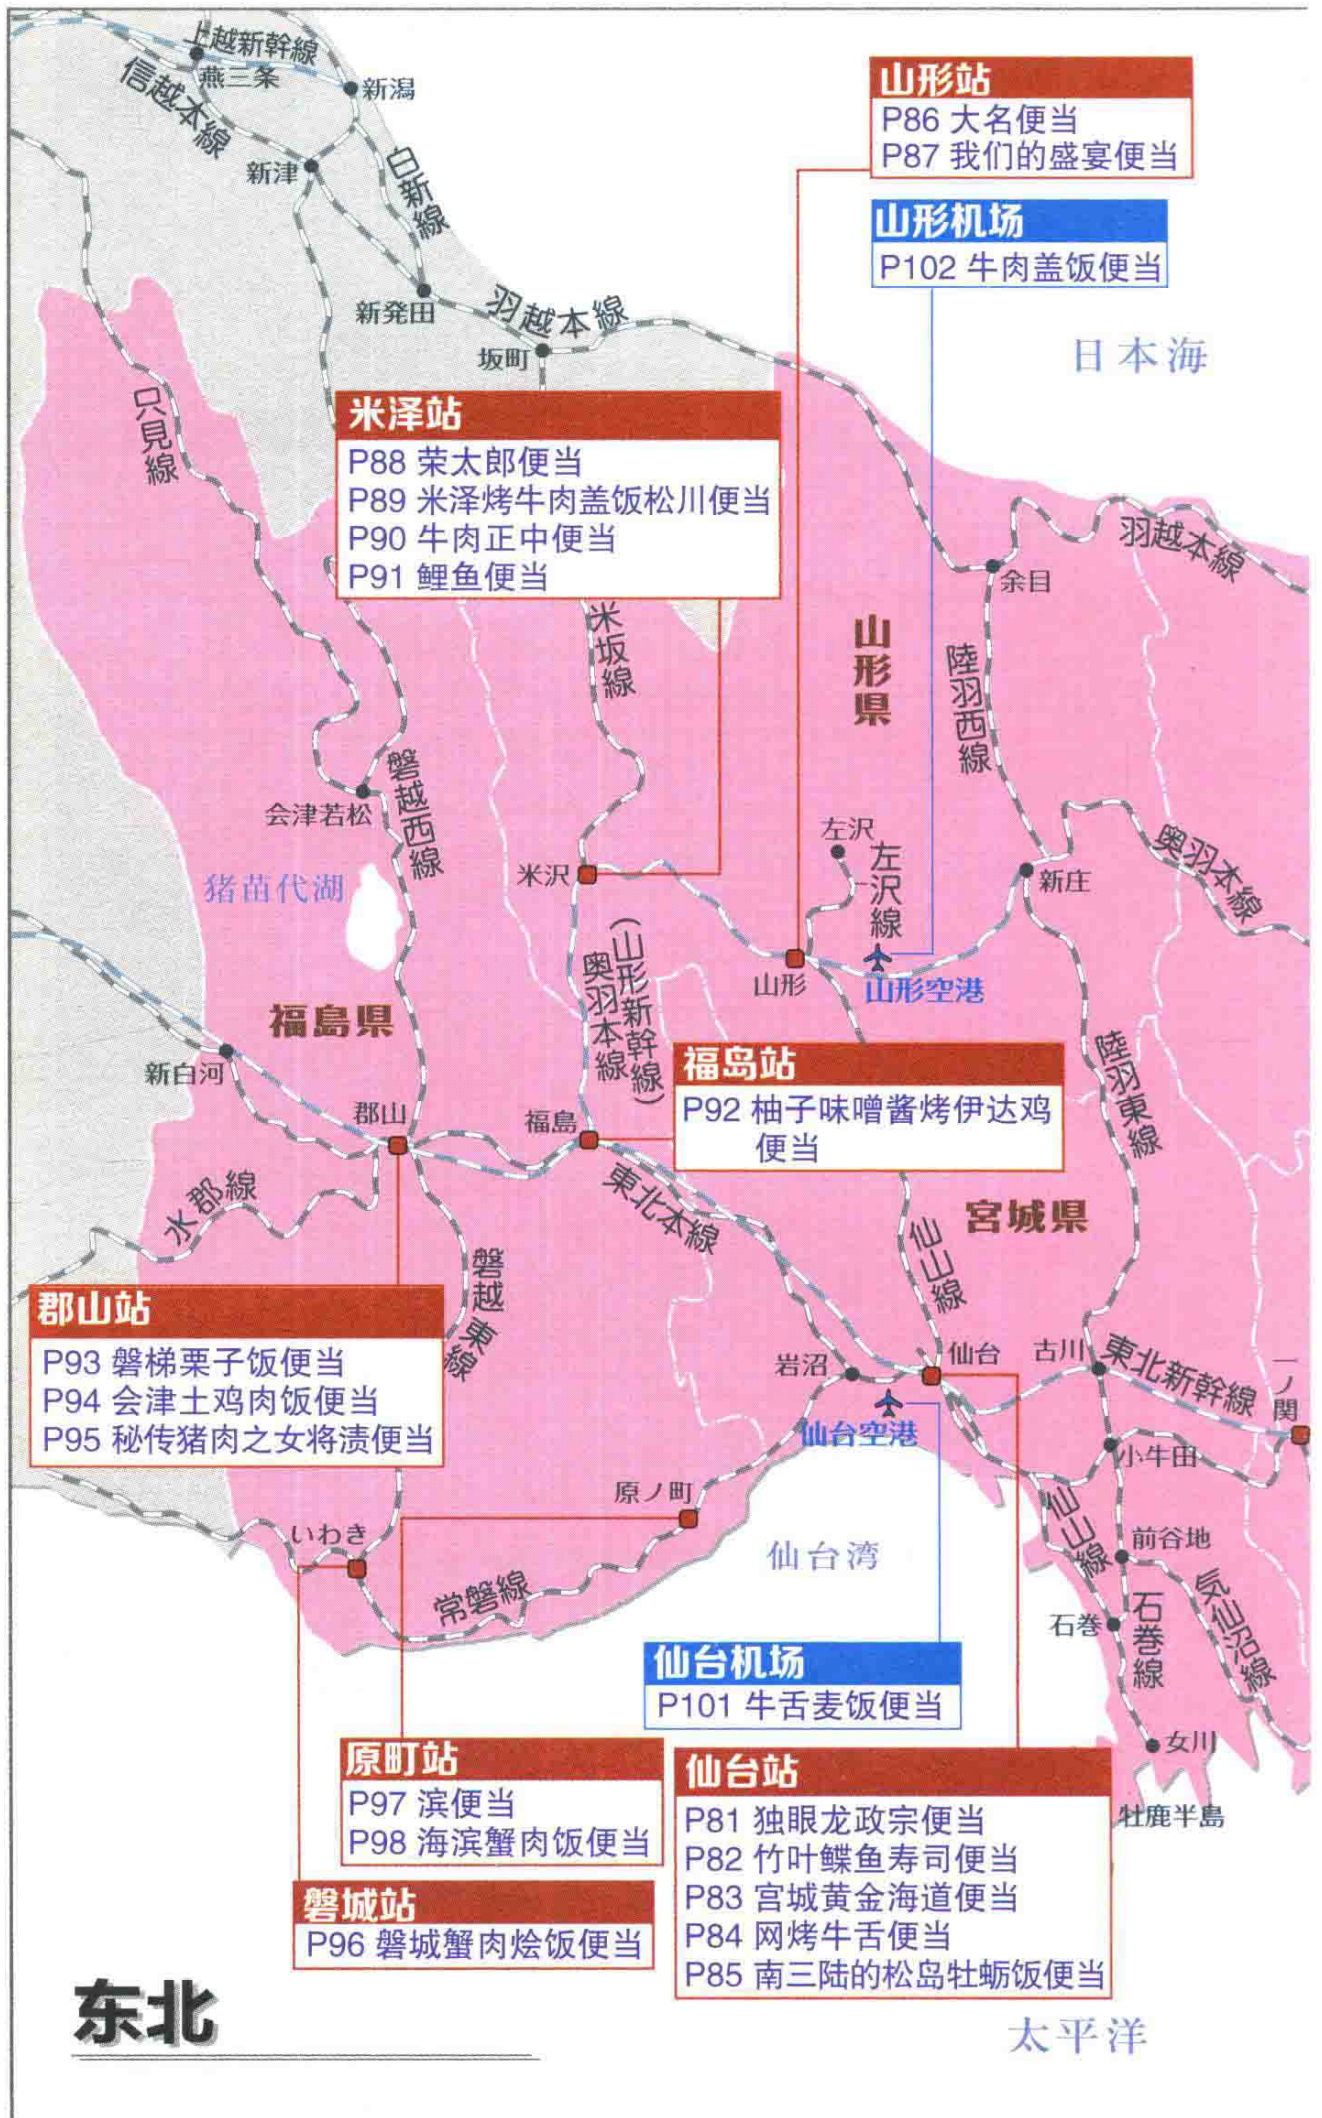 上越新幹線
燕三条
新潟
信越本線
新津
白新線
新発田
羽越本線
坂町
山形站
P86 大名便当
P87 我们的盛宴便当
山形机场
P102 牛肉盖饭便当
日本海
只見線
米泽站
P88 荣太郎便当
P89 米泽烤牛肉盖饭松川便当
P90 牛肉正中便当
P91 鲤鱼便当
米坂線
山形県
余目
羽越本線
陸羽西線
会津若松
磐越西線
猪苗代湖
米沢
左沢
左沢線
新庄
奥羽本線
山形
山形空港
奥羽本線
(山形新幹線)
福島県
新白河
郡山
福島
福岛站
P92 柚子味噌酱烤伊达鸡
便当
陸羽東線
水郡線
東北本線
宮城県
仙山線
磐越東線
郡山站
P93 磐梯栗子饭便当
P94 会津土鸡肉饭便当
P95 秘传猪肉之女将渍便当
岩沼
仙台
古川
東北新幹線
一ノ関
仙台空港
小牛田
原ノ町
いわき
仙台湾
仙山線
前谷地
常磐線
石巻
石巻線
気仙沼線
仙台机场
P101 牛舌麦饭便当
女川
牡鹿半島
原町站
P97 滨便当
P98 海滨蟹肉饭便当
仙台站
P81 独眼龙政宗便当
P82 竹叶鲽鱼寿司便当
P83 宫城黄金海道便当
P84 网烤牛舌便当
P85 南三陆的松岛牡蛎饭便当
磐城站
P96 磐城蟹肉烩饭便当
东北
太平洋